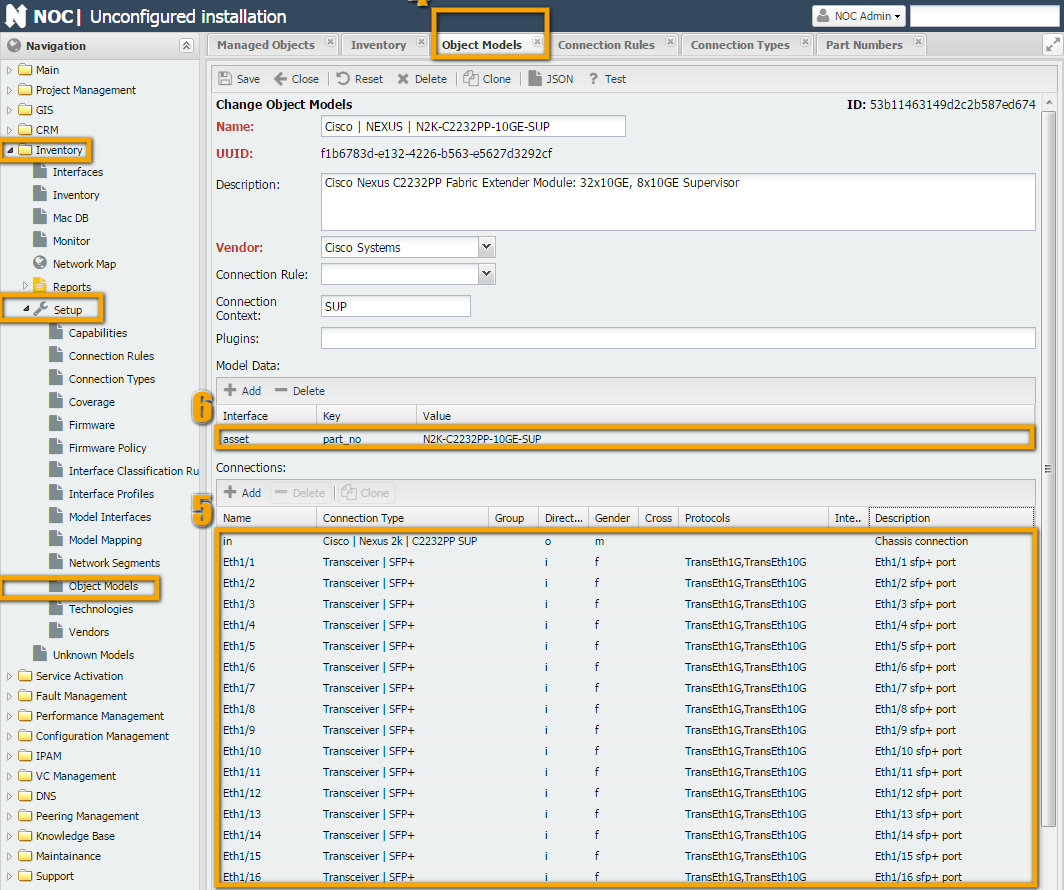 NOC| Unconfigured installation
NOC Admin
Navigation
Managed Objects Inventory Object Models Connection Rules Connection Types Part Numbers
Main
Project Management
GIS
CRM
Inventory
Interfaces
Inventory
Mac DB
Monitor
Network Map
Reports
Setup
Capabilities
Connection Rules
Connection Types
Coverage
Firmware
Firmware Policy
Interface Classification Ru
Interface Profiles
Model Interfaces
Model Mapping
Network Segments
Object Models
Technologies
Vendors
Unknown Models
Service Activation
Fault Management
Performance Management
Configuration Management
IPAM
VC Management
DNS
Peering Management
Knowledge Base
Maintainance
Support
Save Close Reset Delete Clone JSON ? Test
Change Object Models ID: 53b11463149d2c2b587ed674
Name: Cisco | NEXUS | N2K-C2232PP-10GE-SUP
UUID: f1b6783d-e132-4226-b563-e5627d3292cf
Description: Cisco Nexus C2232PP Fabric Extender Module: 32x10GE, 8x10GE Supervisor
Vendor: Cisco Systems
Connection Rule:
Connection
Context: SUP
Plugins:
Model Data:
Add Delete
6
Interface Key Value
asset part_no N2K-C2232PP-10GE-SUP
Connections:
Add Delete Clone
5
Name Connection Type Group Direct... Gender Cross Protocols Inte.. Description
in Cisco | Nexus 2k | C2232PP SUP o m Chassis connection
Eth1/1 Transceiver | SFP+ i f TransEth1G,TransEth10G Eth1/1 sfp+ port
Eth1/2 Transceiver | SFP+ i f TransEth1G,TransEth10G Eth1/2 sfp+ port
Eth1/3 Transceiver | SFP+ i f TransEth1G,TransEth10G Eth1/3 sfp+ port
Eth1/4 Transceiver | SFP+ i f TransEth1G,TransEth10G Eth1/4 sfp+ port
Eth1/5 Transceiver | SFP+ i f TransEth1G,TransEth10G Eth1/5 sfp+ port
Eth1/6 Transceiver | SFP+ i f TransEth1G,TransEth10G Eth1/6 sfp+ port
Eth1/7 Transceiver | SFP+ i f TransEth1G,TransEth10G Eth1/7 sfp+ port
Eth1/8 Transceiver | SFP+ i f TransEth1G,TransEth10G Eth1/8 sfp+ port
Eth1/9 Transceiver | SFP+ i f TransEth1G,TransEth10G Eth1/9 sfp+ port
Eth1/10 Transceiver | SFP+ i f TransEth1G,TransEth10G Eth1/10 sfp+ port
Eth1/11 Transceiver | SFP+ i f TransEth1G,TransEth10G Eth1/11 sfp+ port
Eth1/12 Transceiver | SFP+ i f TransEth1G,TransEth10G Eth1/12 sfp+ port
Eth1/13 Transceiver | SFP+ i f TransEth1G,TransEth10G Eth1/13 sfp+ port
Eth1/14 Transceiver | SFP+ i f TransEth1G,TransEth10G Eth1/14 sfp+ port
Eth1/15 Transceiver | SFP+ i f TransEth1G,TransEth10G Eth1/15 sfp+ port
Eth1/16 Transceiver | SFP+ i f TransEth1G,TransEth10G Eth1/16 sfp+ port